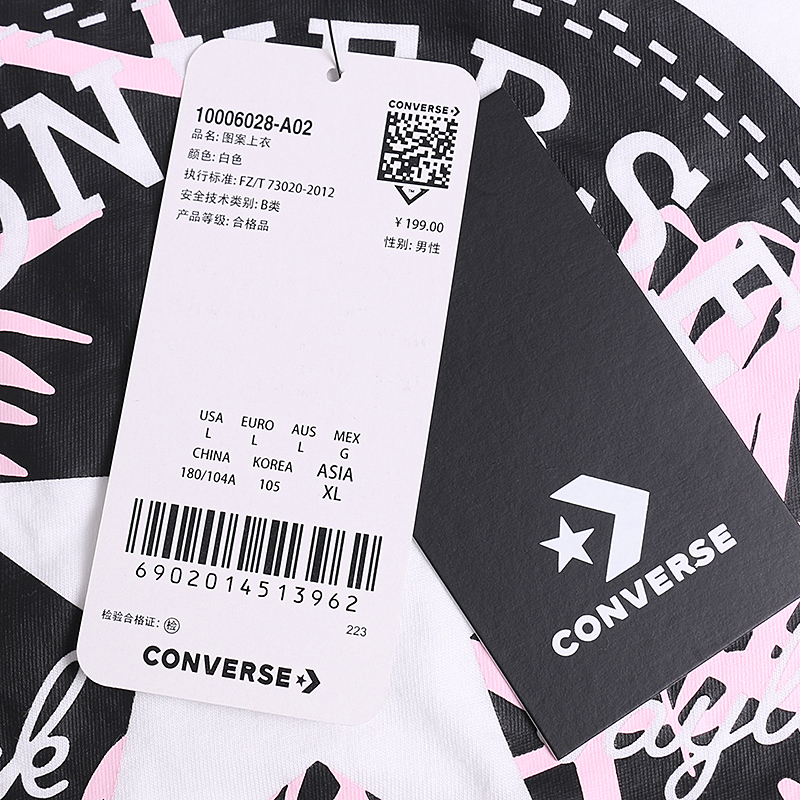 CONVERSE
CONVERSE
10006028-A02
品名: 图案上衣
颜色: 白色
执行标准: FZ/T 73020-2012
安全技术类别: B类
产品等级: 合格品
™
¥ 199.00
性别: 男性
USA EURO AUS MEX
L L L G
CHINA KOREA ASIA
180/104A 105 XL
6902014513962
检验合格证: 检
223
CONVERSE
CONVERSE